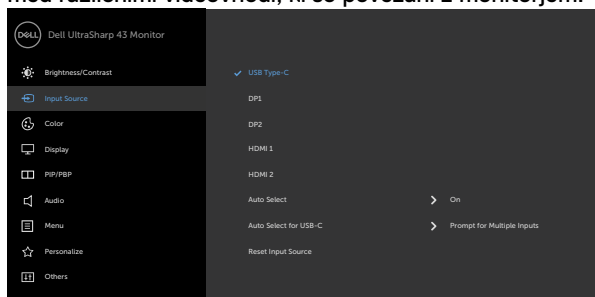 med različnimi videovhodi, ki so povezani z monitorjem.
DELL Dell UltraSharp 43 Monitor
Brightness/Contrast USB Type-C
Input Source DP1
Color DP2
Display HDMI 1
PIP/PBP HDMI 2
Audio Auto Select On
Menu Auto Select for USB-C Prompt for Multiple Inputs
Personalize Reset Input Source
Others